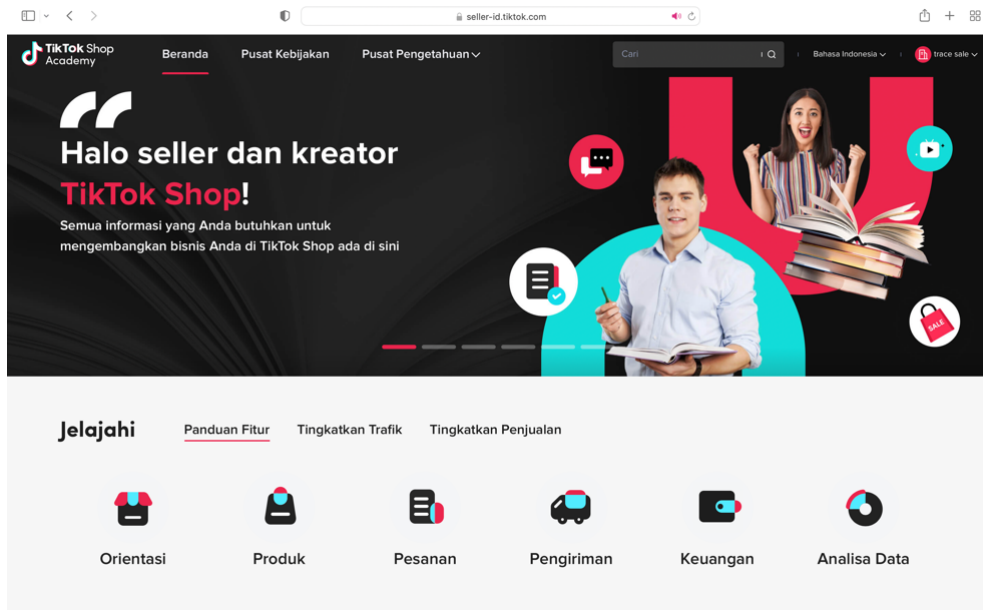 seller-id.tiktok.com
TikTok Shop
Academy
Beranda
Pusat Kebijakan
Pusat Pengetahuan
Cari
Bahasa Indonesia
trace sale
Halo seller dan kreator
TikTok Shop!
Semua informasi yang Anda butuhkan untuk
mengembangkan bisnis Anda di TikTok Shop ada di sini
SALE
Jelajahi
Panduan Fitur
Tingkatkan Trafik
Tingkatkan Penjualan
Orientasi
Produk
Pesanan
Pengiriman
Keuangan
Analisa Data